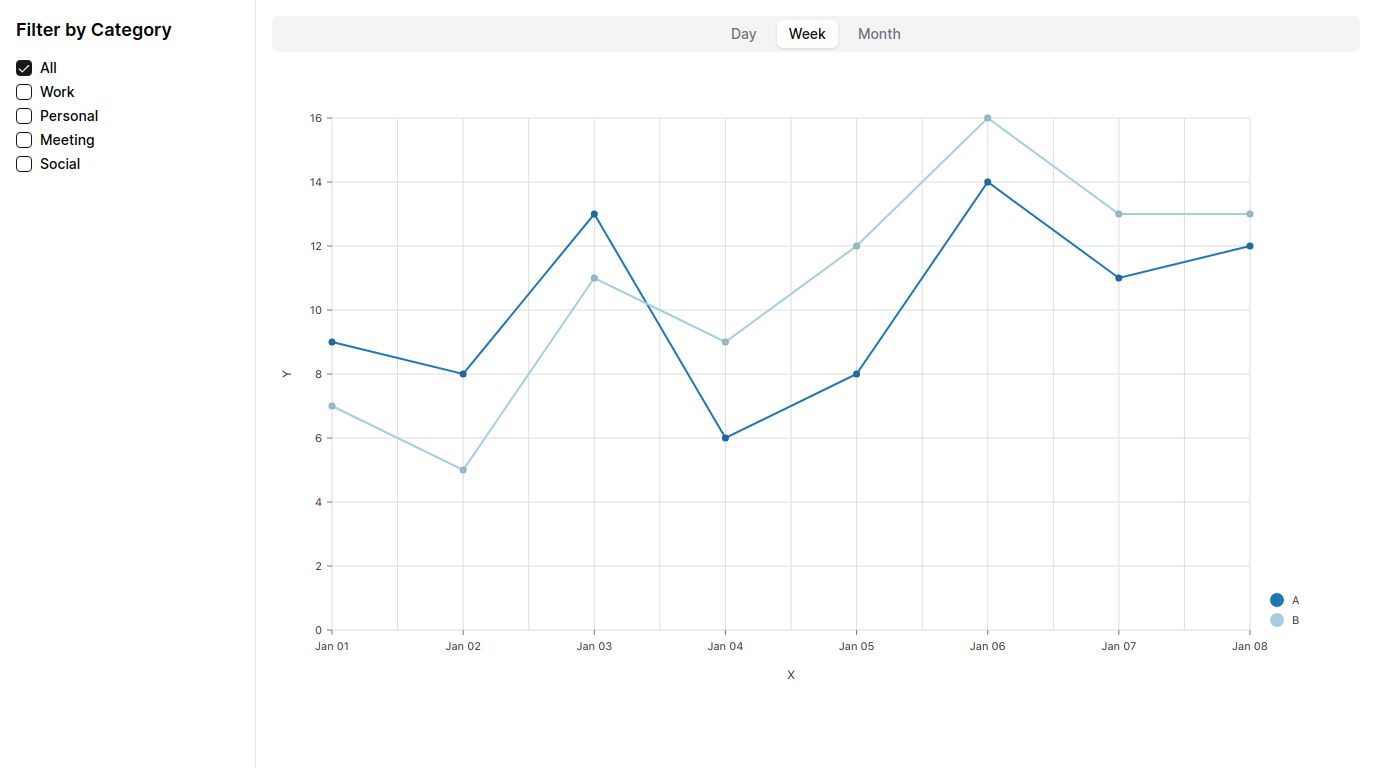 Filter by Category
All
Work
Personal
Meeting
Social
Day Week Month
16
14
12
10
8
6
4
2
0
Y
Jan 01 Jan 02 Jan 03 Jan 04 Jan 05 Jan 06 Jan 07 Jan 08
X
A
B